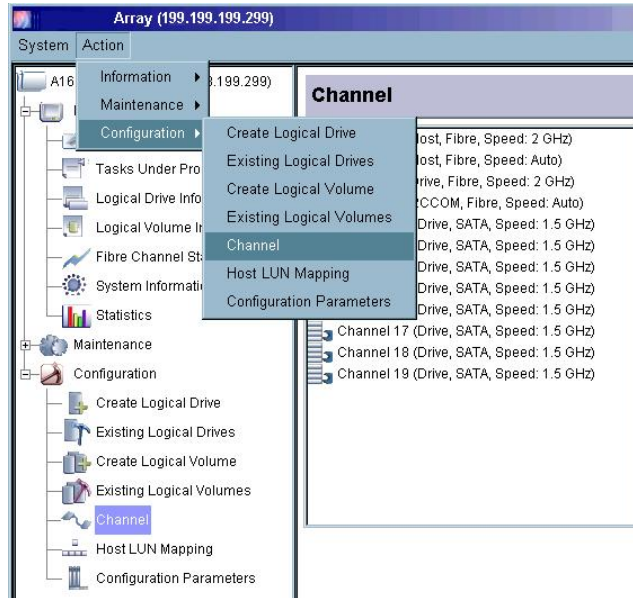 Array (199.199.199.299)
System Action
A16 3.199.299)
Information
Maintenance
Configuration
Create Logical Drive
Existing Logical Drives
Create Logical Volume
Existing Logical Volumes
Channel
Host LUN Mapping
Configuration Parameters
Tasks Under Pro
Logical Drive Info
Logical Volume I
Fibre Channel St
System Informati
Statistics
Maintenance
Configuration
Create Logical Drive
Existing Logical Drives
Create Logical Volume
Existing Logical Volumes
Channel
Host LUN Mapping
Configuration Parameters
Channel
ost, Fibre, Speed: 2 GHz)
ost, Fibre, Speed: Auto)
rive, Fibre, Speed: 2 GHz)
CCOM, Fibre, Speed: Auto)
Drive, SATA, Speed: 1.5 GHz)
Drive, SATA, Speed: 1.5 GHz)
Drive, SATA, Speed: 1.5 GHz)
Drive, SATA, Speed: 1.5 GHz)
Drive, SATA, Speed: 1.5 GHz)
Channel 17 (Drive, SATA, Speed: 1.5 GHz)
Channel 18 (Drive, SATA, Speed: 1.5 GHz)
Channel 19 (Drive, SATA, Speed: 1.5 GHz)